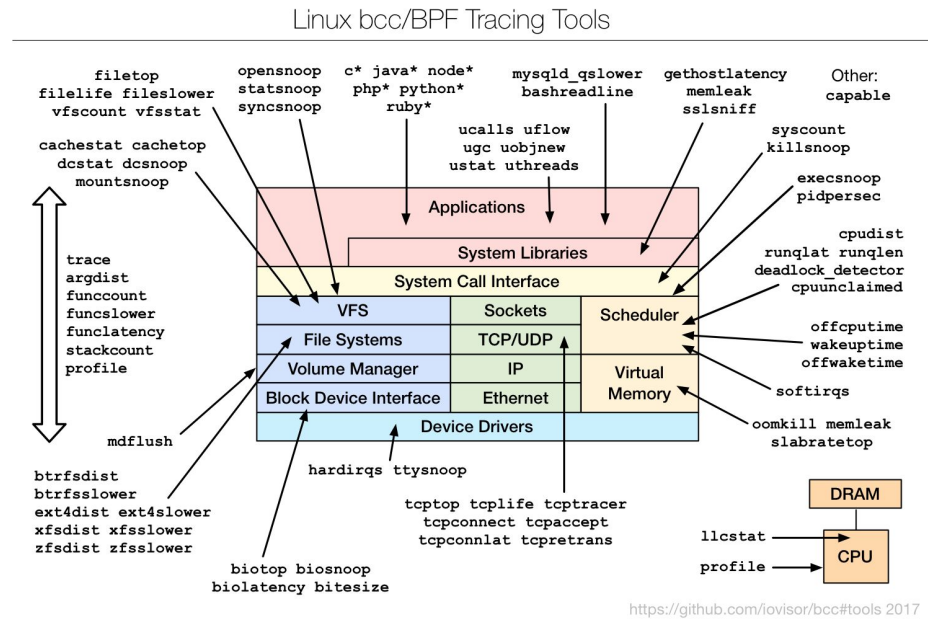 Linux bcc/BPF Tracing Tools
filetop
filelife fileslower
vfscount vfsstat
opensnoop
statsnoop
syncsnoop
c* java* node*
php* python*
ruby*
mysqld_qslower
bashreadline
gethostlatency
memleak
sslsniff
Other:
capable
cachestat cachetop
dcstat dcsnoop
mountsnoop
ucalls uflow
ugc uobjnew
ustat uthreads
syscount
killsnoop
execsnoop
pidpersec
cpudist
runqlat runqlen
deadlock_detector
cpuunclaimed
offcputime
wakeuptime
offwaketime
softirqs
oomkill memleak
slabratetop
trace
argdist
funccount
funcslower
funclatency
stackcount
profile
Applications
System Libraries
System Call Interface
VFS
Sockets
Scheduler
File Systems
TCP/UDP
Volume Manager
IP
Virtual
Memory
Block Device Interface
Ethernet
Device Drivers
mdflush
hardirqs ttysnoop
btrfsdist
btrfsslower
ext4dist ext4slower
xfsdist xfsslower
zfsdist zfsslower
biotop biosnoop
biolatency bitesize
tcptop tcplife tcptracer
tcpconnect tcpaccept
tcpconnlat tcpretrans
DRAM
llcstat
CPU
profile
https://github.com/iovisor/bcc#tools 2017